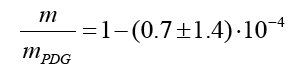 m/m_PDG = 1−(0.7±1.4)·10^−4